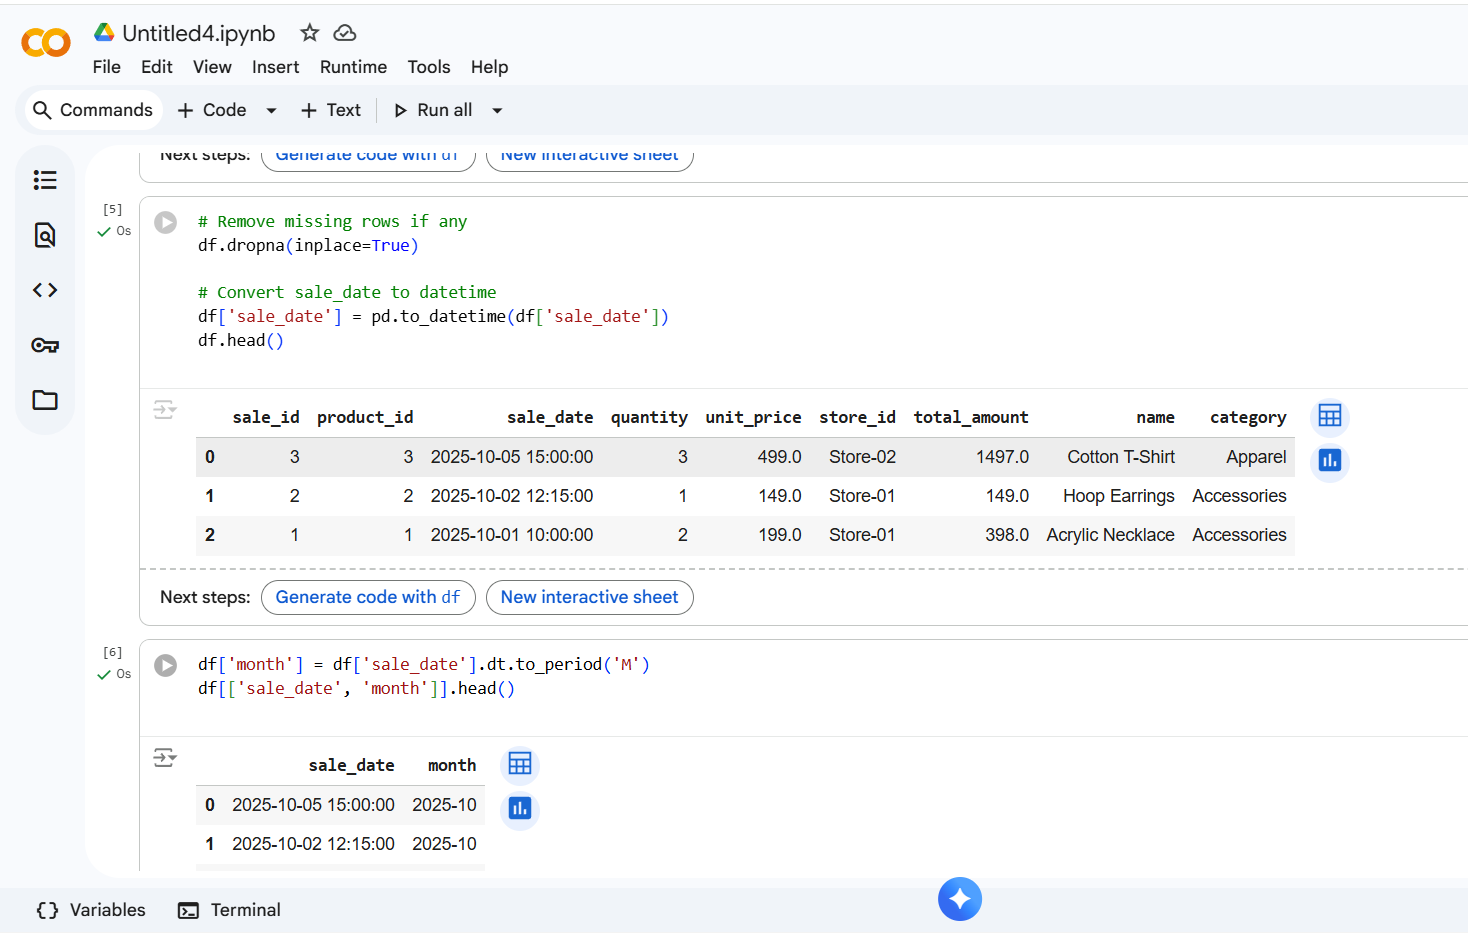 Untitled4.ipynb
File Edit View Insert Runtime Tools Help
Commands + Code + Text Run all
Next steps: Generate code with df New interactive sheet
[5]
0s
# Remove missing rows if any
df.dropna(inplace=True)
# Convert sale_date to datetime
df['sale_date'] = pd.to_datetime(df['sale_date'])
df.head()
sale_id product_id sale_date quantity unit_price store_id total_amount name category
0 3 3 2025-10-05 15:00:00 3 499.0 Store-02 1497.0 Cotton T-Shirt Apparel
1 2 2 2025-10-02 12:15:00 1 149.0 Store-01 149.0 Hoop Earrings Accessories
2 1 1 2025-10-01 10:00:00 2 199.0 Store-01 398.0 Acrylic Necklace Accessories
Next steps: Generate code with df New interactive sheet
[6]
0s
df['month'] = df['sale_date'].dt.to_period('M')
df[['sale_date', 'month']].head()
sale_date month
0 2025-10-05 15:00:00 2025-10
1 2025-10-02 12:15:00 2025-10
Variables Terminal